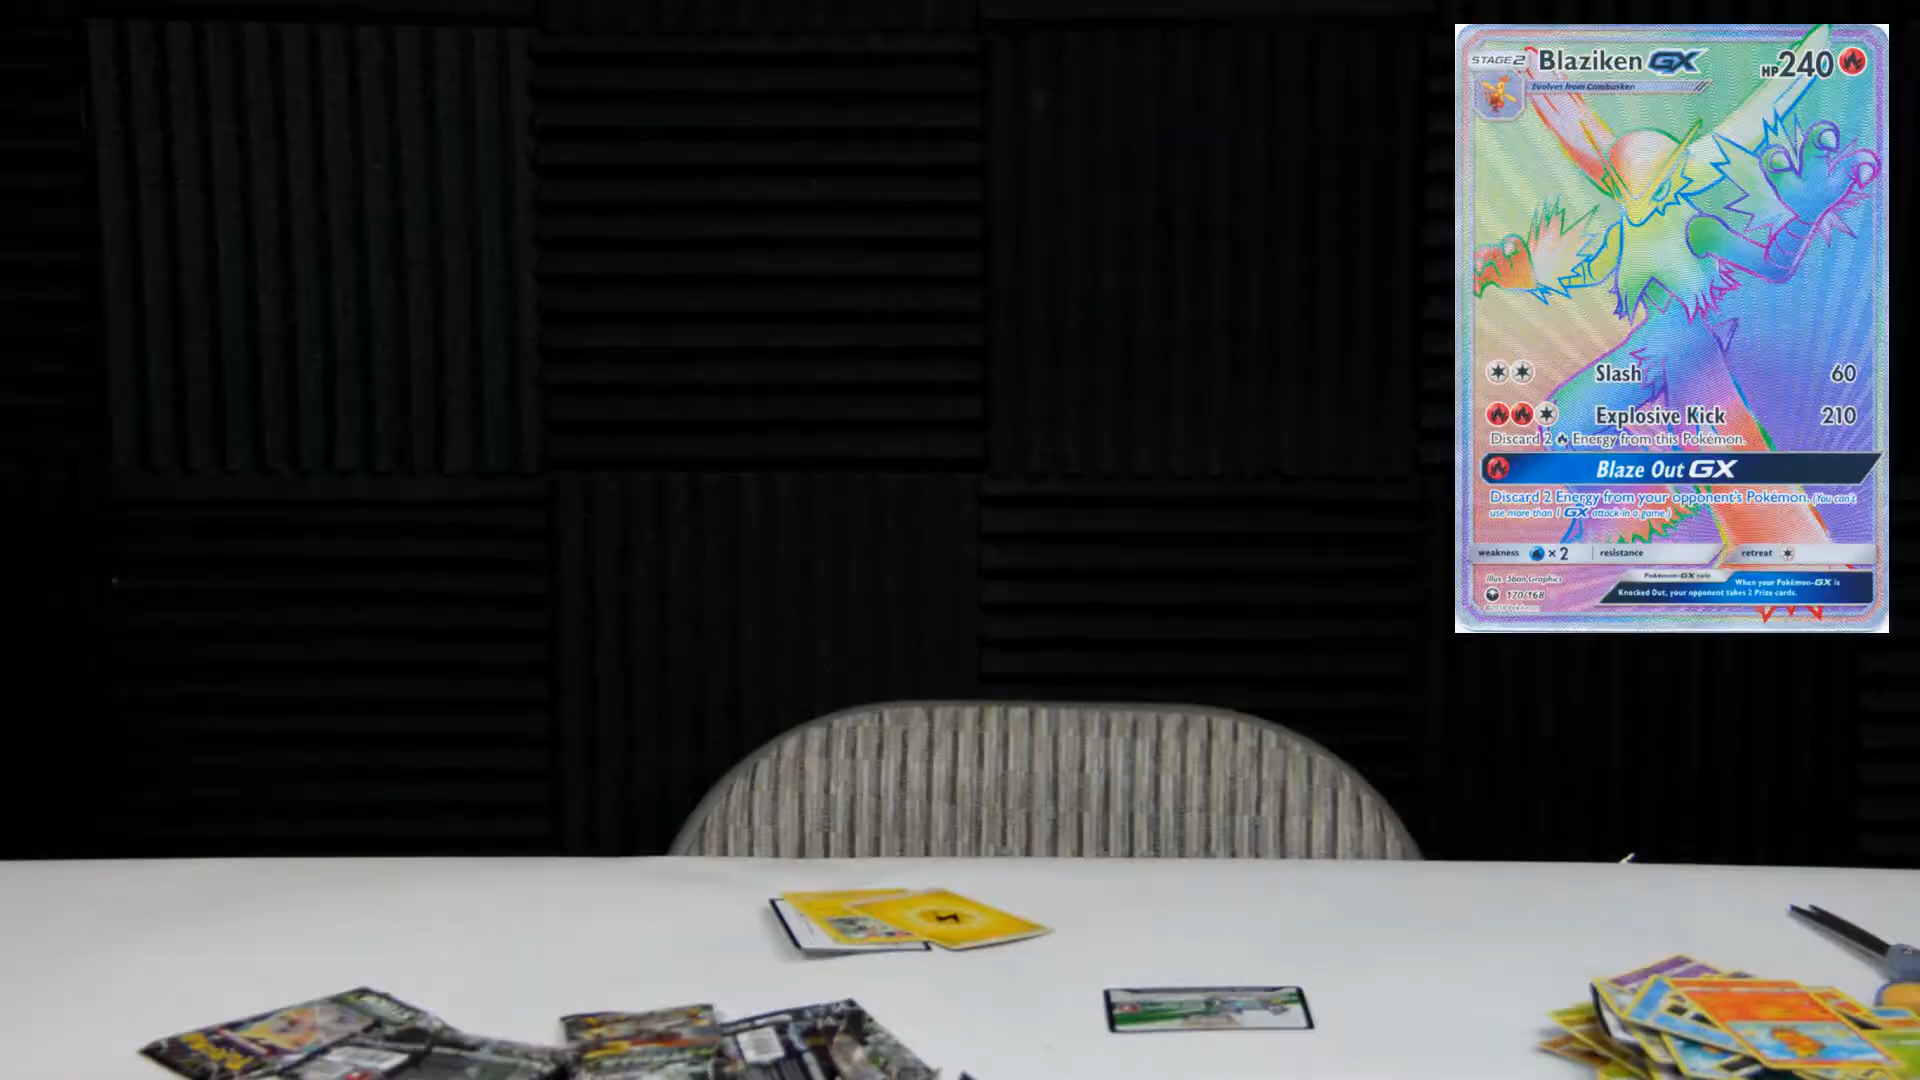 STAGE2 Blaziken GX HP240
Evolves from Combusken
Slash 60
Explosive Kick 210
Discard 2 Energy from this Pokémon.
Blaze Out GX
Discard 2 Energy from your opponent's Pokémon. (You can't
use more than 1 GX attack in a game.)
weakness ×2 resistance retreat
Illus. 5ban Graphics
Pokémon-GX rule
When your Pokémon-GX is
Knocked Out, your opponent takes 2 Prize cards.
170/168
©2018 Pokémon